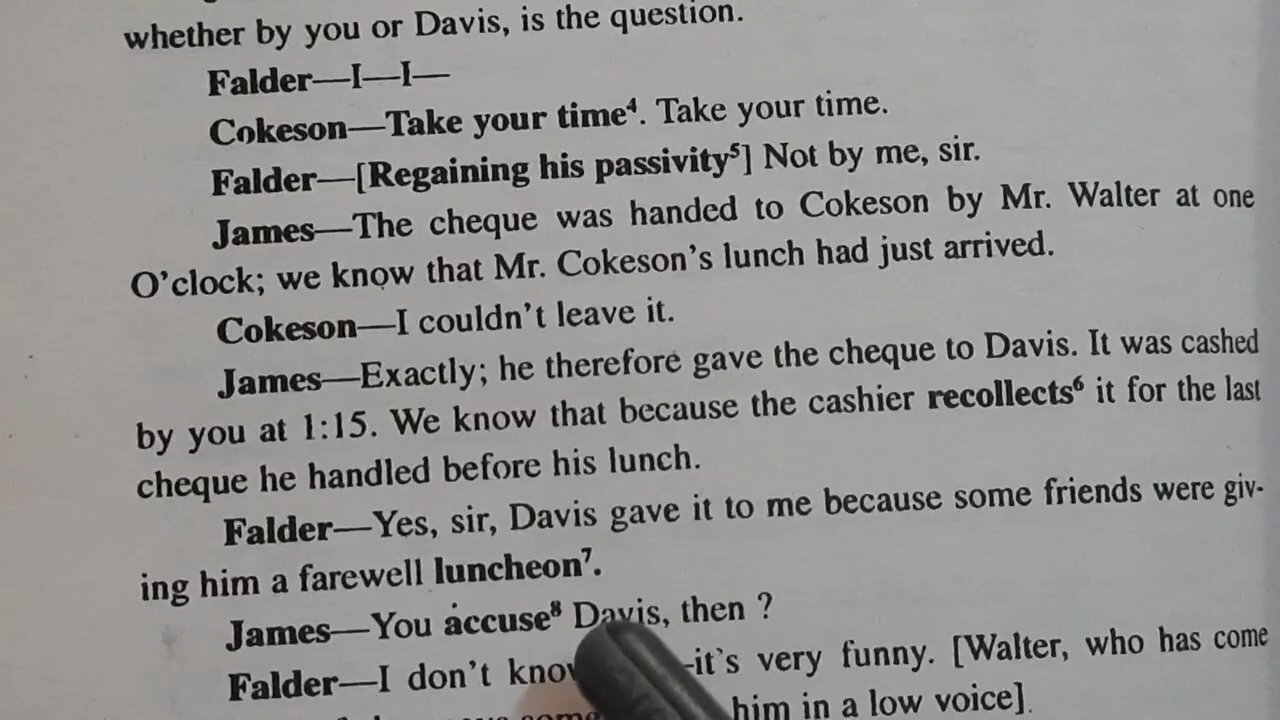 whether by you or Davis, is the question.
Falder—I—I—
Cokeson—Take your time⁴. Take your time.
Falder—[Regaining his passivity⁵] Not by me, sir.
James—The cheque was handed to Cokeson by Mr. Walter at one
O'clock; we know that Mr. Cokeson's lunch had just arrived.
Cokeson—I couldn't leave it.
James—Exactly; he therefore gave the cheque to Davis. It was cashed
by you at 1:15. We know that because the cashier recollects⁶ it for the last
cheque he handled before his lunch.
Falder—Yes, sir, Davis gave it to me because some friends were giv-
ing him a farewell luncheon⁷.
James—You accuse⁸ Davis, then ?
Falder—I don't know it's very funny. [Walter, who has come
him in a low voice].